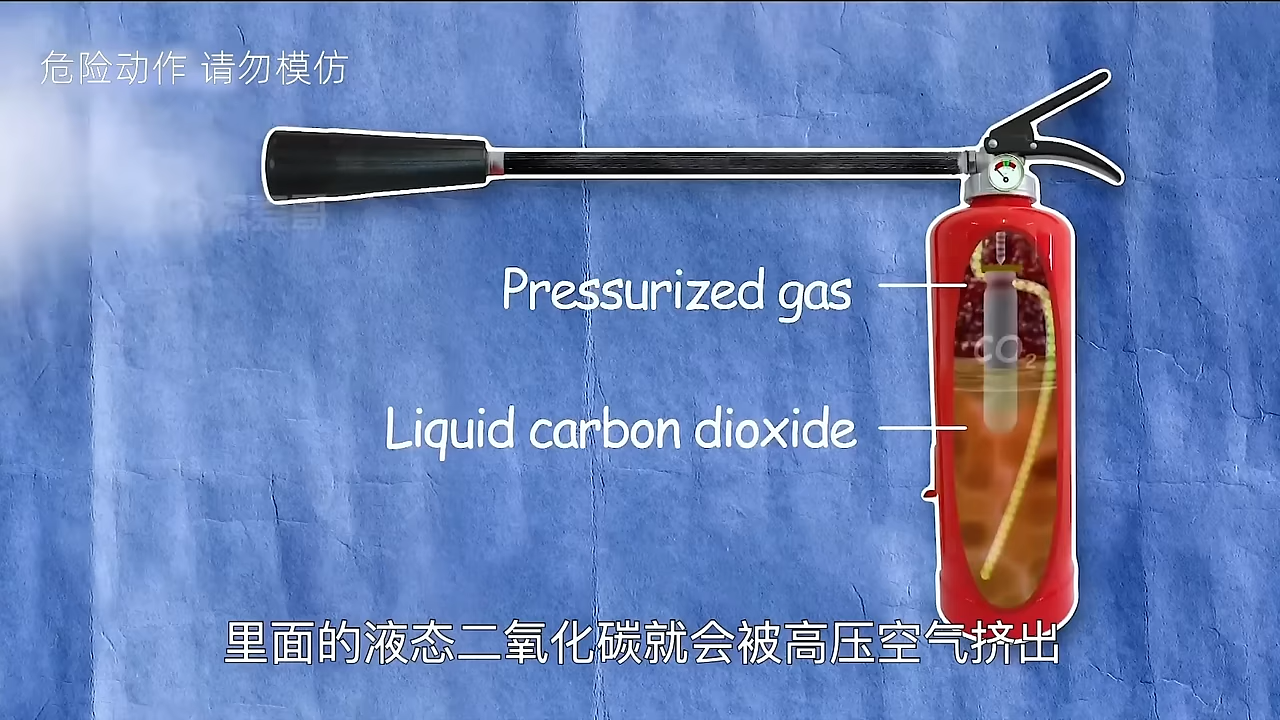 危险动作 请勿模仿
Pressurized gas
CO₂
Liquid carbon dioxide
里面的液态二氧化碳就会被高压空气挤出